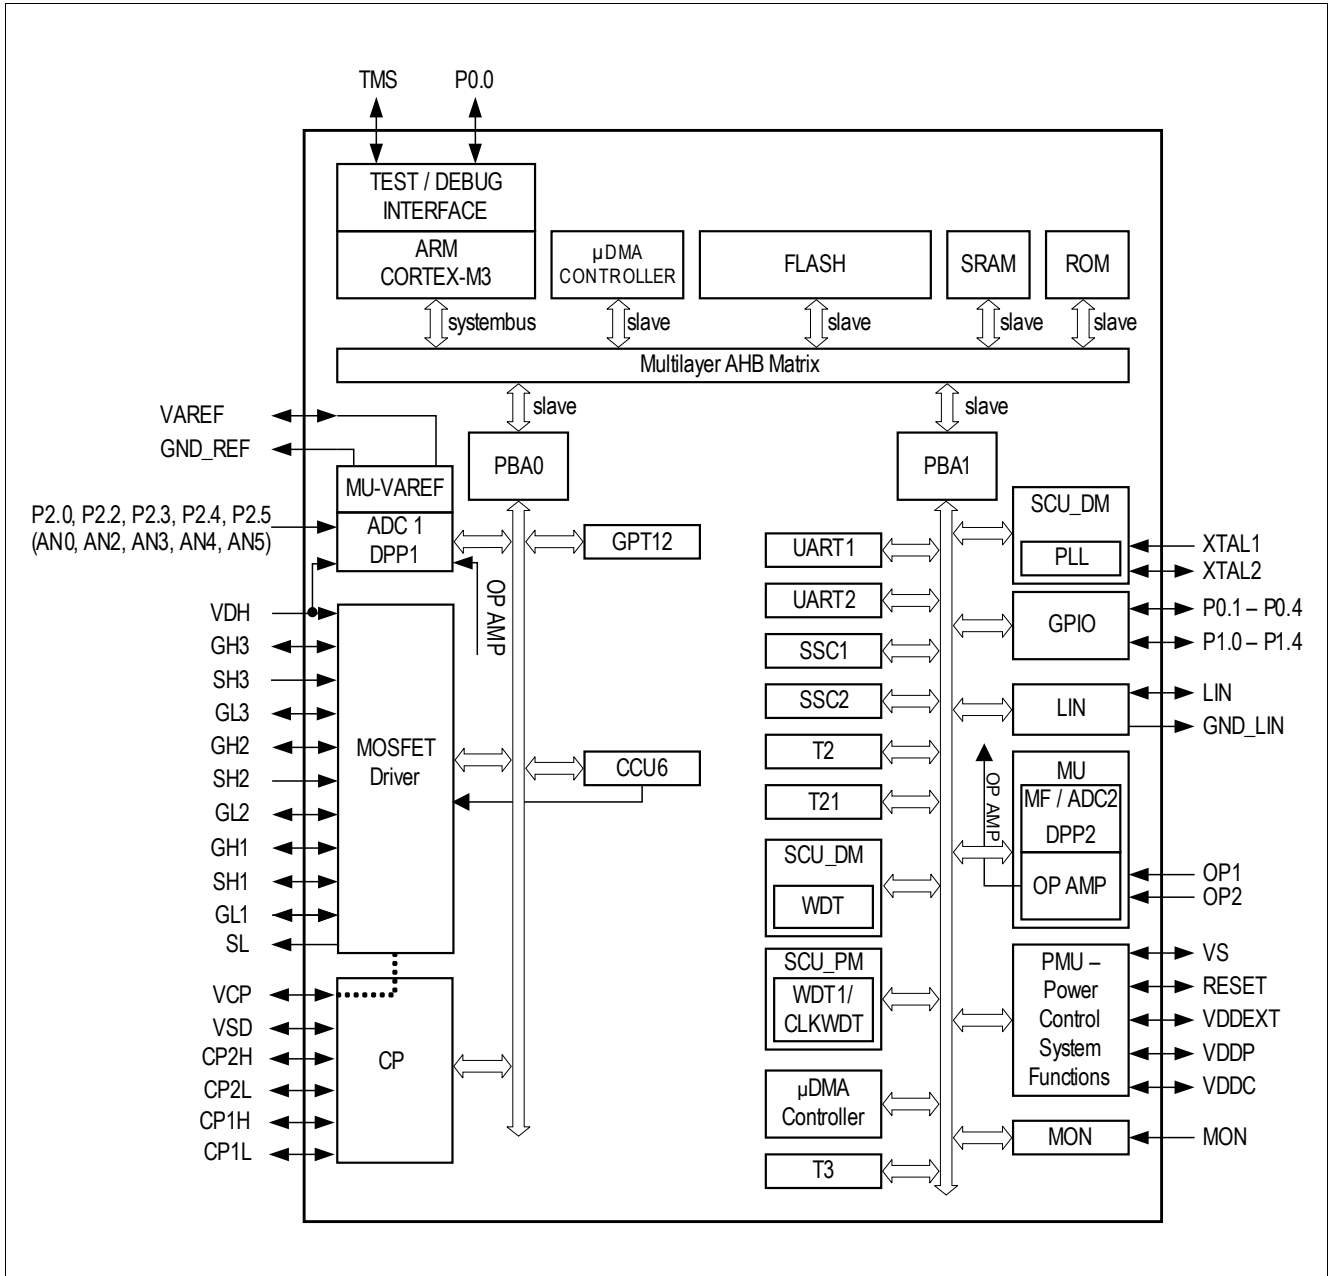 TMS
P0.0
TEST / DEBUG
INTERFACE
ARM
CORTEX-M3
µDMA
CONTROLLER
FLASH
SRAM
ROM
systembus
slave
slave
slave
slave
Multilayer AHB Matrix
slave
slave
VAREF
GND_REF
PBA0
PBA1
MU-VAREF
P2.0, P2.2, P2.3, P2.4, P2.5
(AN0, AN2, AN3, AN4, AN5)
ADC 1
DPP1
GPT12
OP AMP
VDH
GH3
SH3
GL3
GH2
SH2
GL2
GH1
SH1
GL1
SL
MOSFET
Driver
CCU6
VCP
VSD
CP2H
CP2L
CP1H
CP1L
CP
UART1
UART2
SSC1
SSC2
T2
T21
SCU_DM
WDT
SCU_PM
WDT1/
CLKWDT
µDMA
Controller
T3
SCU_DM
PLL
XTAL1
XTAL2
GPIO
P0.1 – P0.4
P1.0 – P1.4
LIN
LIN
GND_LIN
OP AMP
MU
MF / ADC2
DPP2
OP AMP
OP1
OP2
PMU –
Power
Control
System
Functions
VS
RESET
VDDEXT
VDDP
VDDC
MON
MON